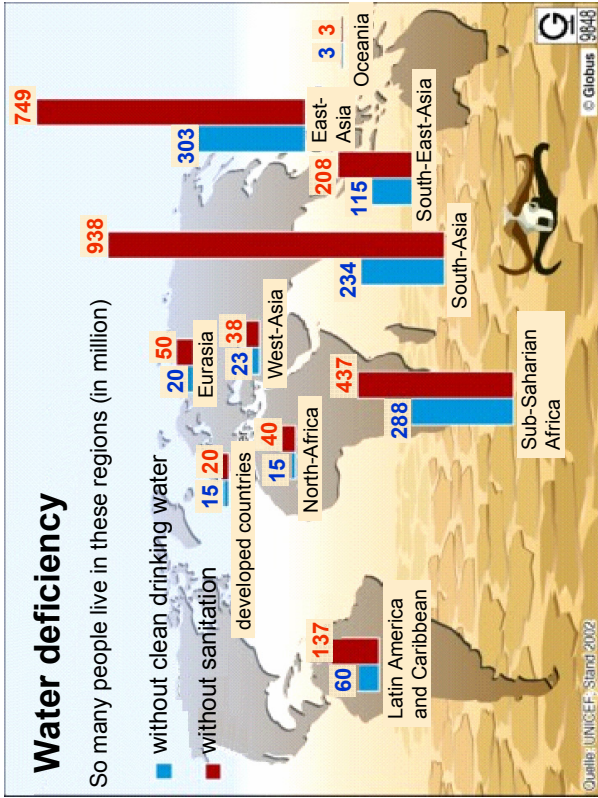 Water deficiency
So many people live in these regions (in million)
without clean drinking water
without sanitation
15 20
developed countries
20 50
Eurasia
23 38
West-Asia
15 40
North-Africa
60 137
Latin America
and Caribbean
288 437
Sub-Saharian
Africa
234 938
South-Asia
303 749
East-
Asia
115 208
South-East-Asia
3 3
Oceania
Quelle: UNICEF, Stand 2002
G
© Globus
9848